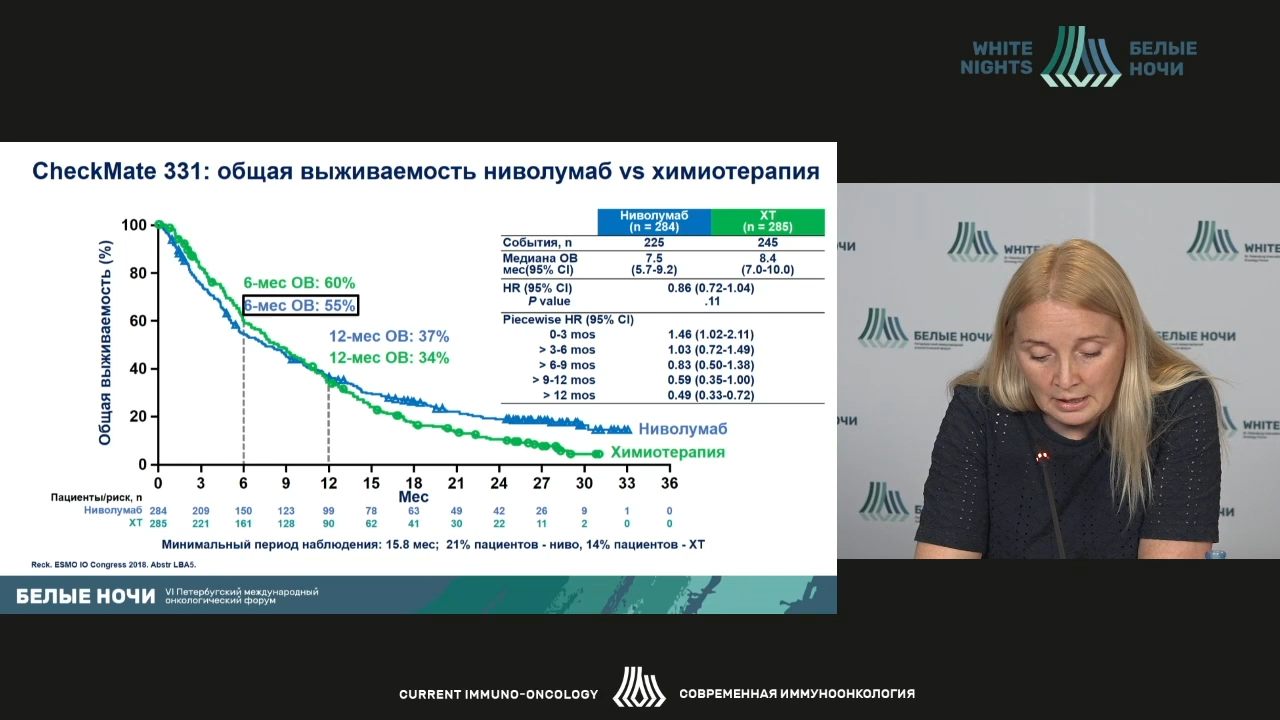 WHITE
NIGHTS
БЕЛЫЕ
НОЧИ
CheckMate 331: общая выживаемость ниволумаб vs химиотерапия
Общая выживаемость (%)
100
80
60
40
20
0
6-мес ОВ: 60%
6-мес ОВ: 55%
12-мес ОВ: 37%
12-мес ОВ: 34%
Ниволумаб (n = 284) ХТ (n = 285)
События, n 225 245
Медиана ОВ 7.5 8.4
мес(95% CI) (5.7-9.2) (7.0-10.0)
HR (95% CI) 0.86 (0.72-1.04)
P value .11
Piecewise HR (95% CI)
0-3 mos 1.46 (1.02-2.11)
> 3-6 mos 1.03 (0.72-1.49)
> 6-9 mos 0.83 (0.50-1.38)
> 9-12 mos 0.59 (0.35-1.00)
> 12 mos 0.49 (0.33-0.72)
Ниволумаб
Химиотерапия
0 3 6 9 12 15 18 21 24 27 30 33 36
Мес
Пациенты/риск, n
Ниволумаб 284 209 150 123 99 78 63 49 42 26 9 1 0
ХТ 285 221 161 128 90 62 41 30 22 11 2 0 0
Минимальный период наблюдения: 15.8 мес; 21% пациентов - ниво, 14% пациентов - ХТ
Reck. ESMO IO Congress 2018. Abstr LBA5.
БЕЛЫЕ НОЧИ
VI Петербугский международный
онкологический форум
WHITE
WHITE
БЕЛЫЕ НОЧИ
БЕЛЫЕ
WHITE
CURRENT IMMUNO-ONCOLOGY
СОВРЕМЕННАЯ ИММУНООНКОЛОГИЯ